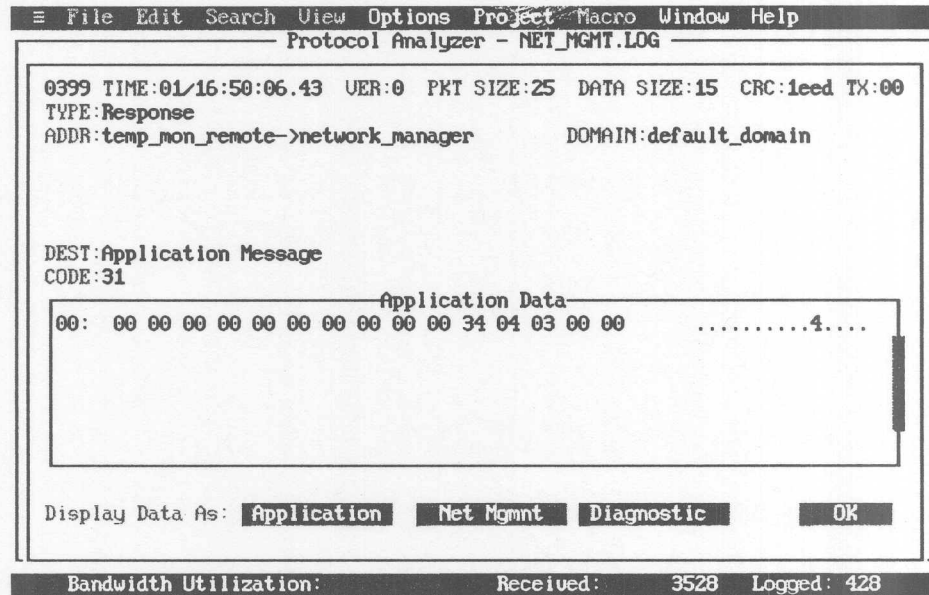 ≡ File Edit Search View Options Project Macro Window Help
Protocol Analyzer - NET_MGMT.LOG
0399 TIME:01/16:50:06.43 VER:0 PKT SIZE:25 DATA SIZE:15 CRC:1eed TX:00
TYPE:Response
ADDR:temp_mon_remote->network_manager DOMAIN:default_domain
DEST:Application Message
CODE:31
Application Data
00: 00 00 00 00 00 00 00 00 00 00 34 04 03 00 00 ..........4....
Display Data As: Application Net Mgmnt Diagnostic OK
Bandwidth Utilization: Received: 3528 Logged: 428